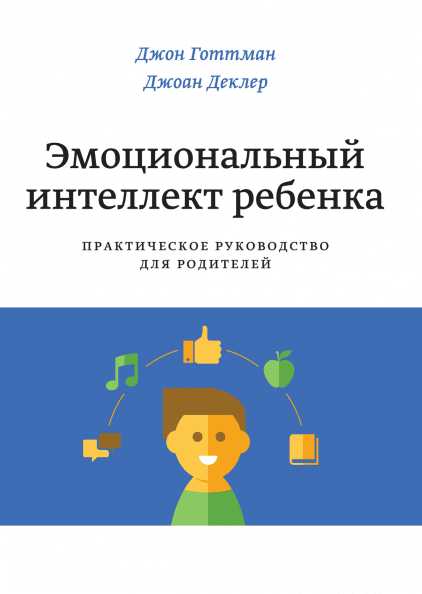 Джон Готтман
Джоан Деклер
Эмоциональный
интеллект ребенка
ПРАКТИЧЕСКОЕ РУКОВОДСТВО
ДЛЯ РОДИТЕЛЕЙ